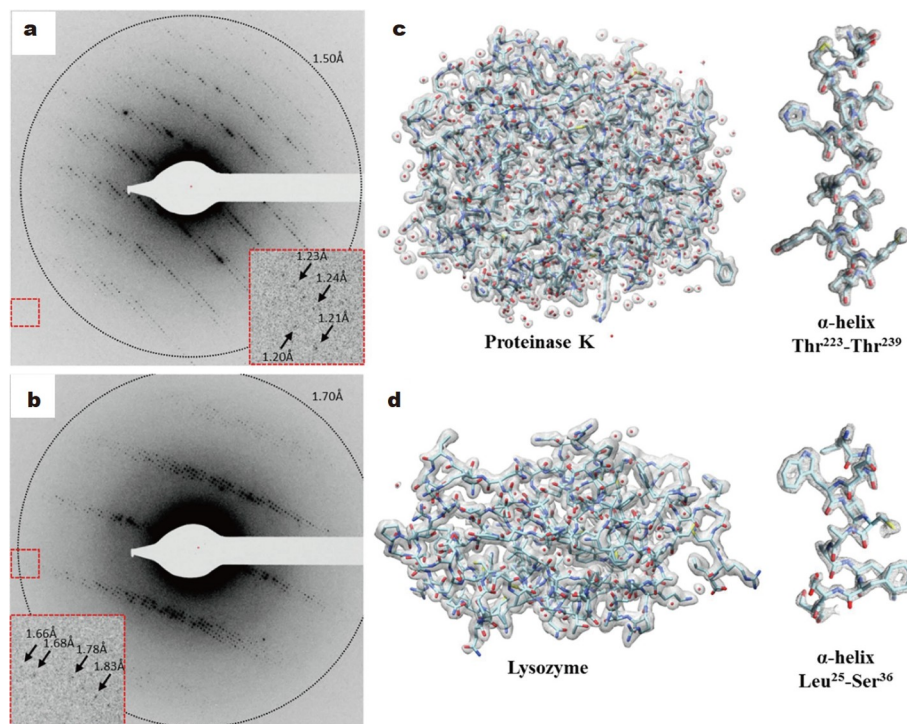 a
1.50Å
1.23Å
1.24Å
1.21Å
1.20Å
b
1.70Å
1.66Å
1.68Å
1.78Å
1.83Å
c
Proteinase K
α-helix
Thr²²³-Thr²³⁹
d
Lysozyme
α-helix
Leu²⁵-Ser³⁶